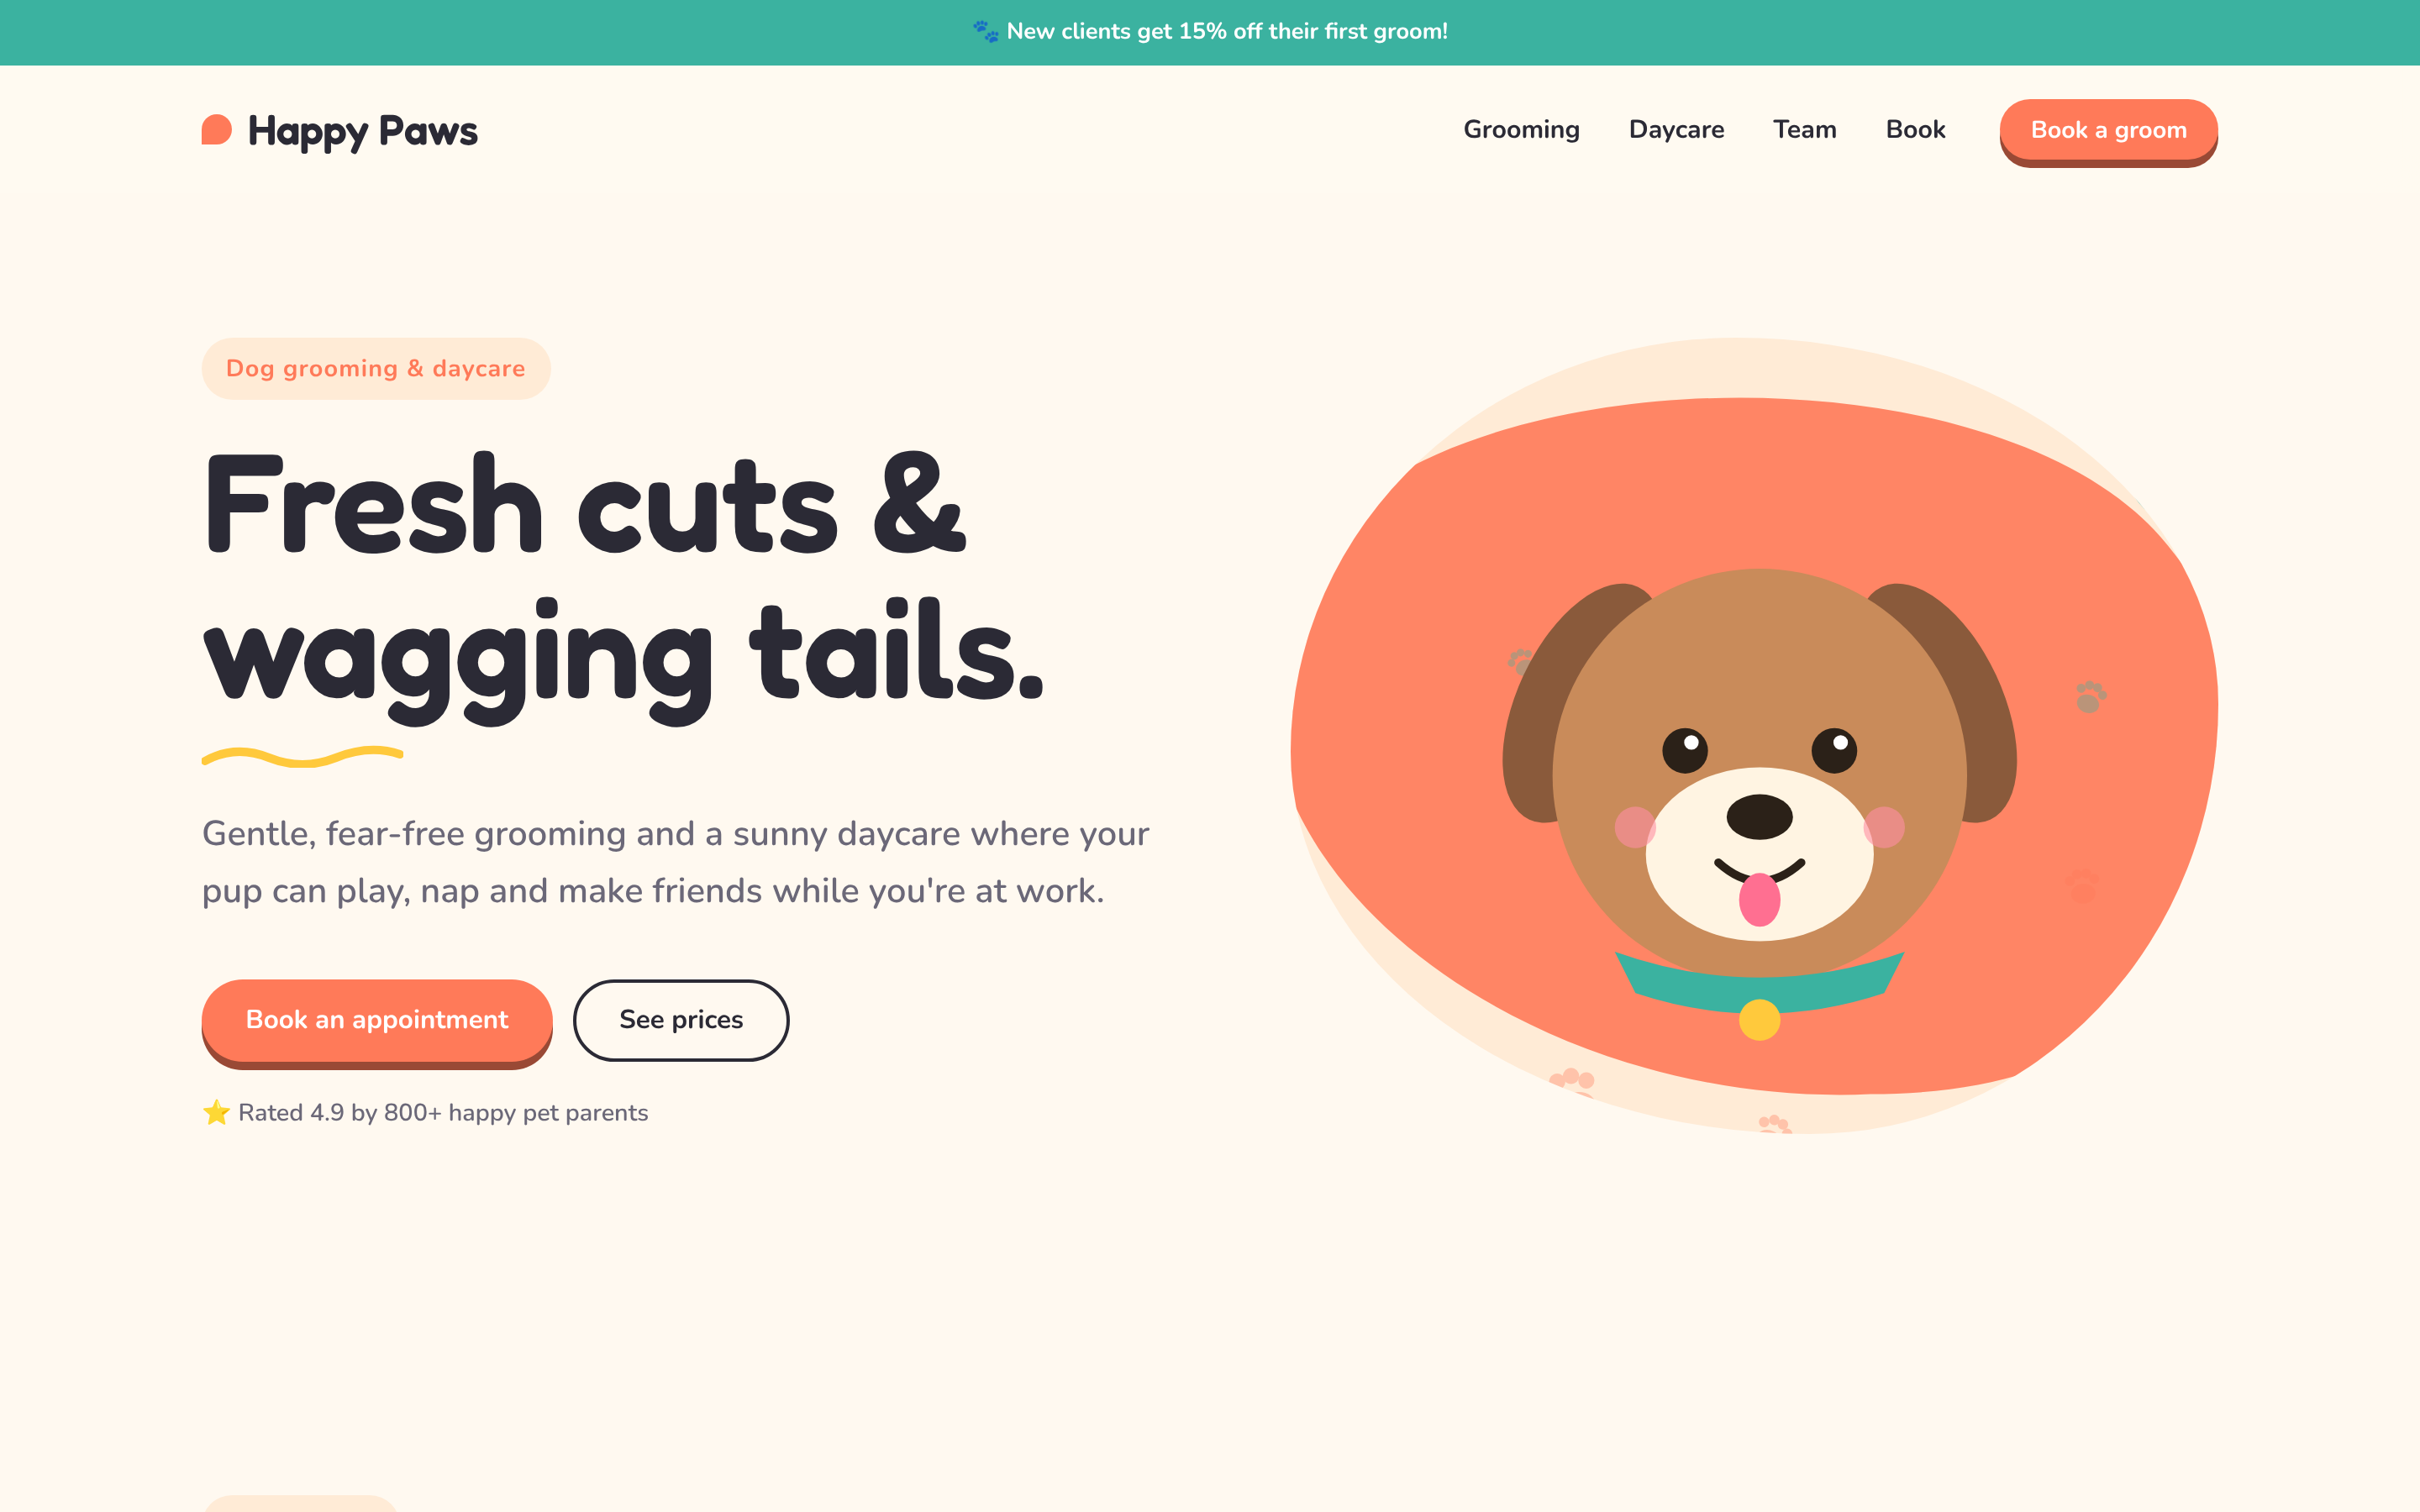 🐾 New clients get 15% off their first groom!
Happy Paws
Grooming
Daycare
Team
Book
Book a groom
Dog grooming & daycare
Fresh cuts &
wagging tails.
Gentle, fear-free grooming and a sunny daycare where your
pup can play, nap and make friends while you're at work.
Book an appointment
See prices
⭐ Rated 4.9 by 800+ happy pet parents